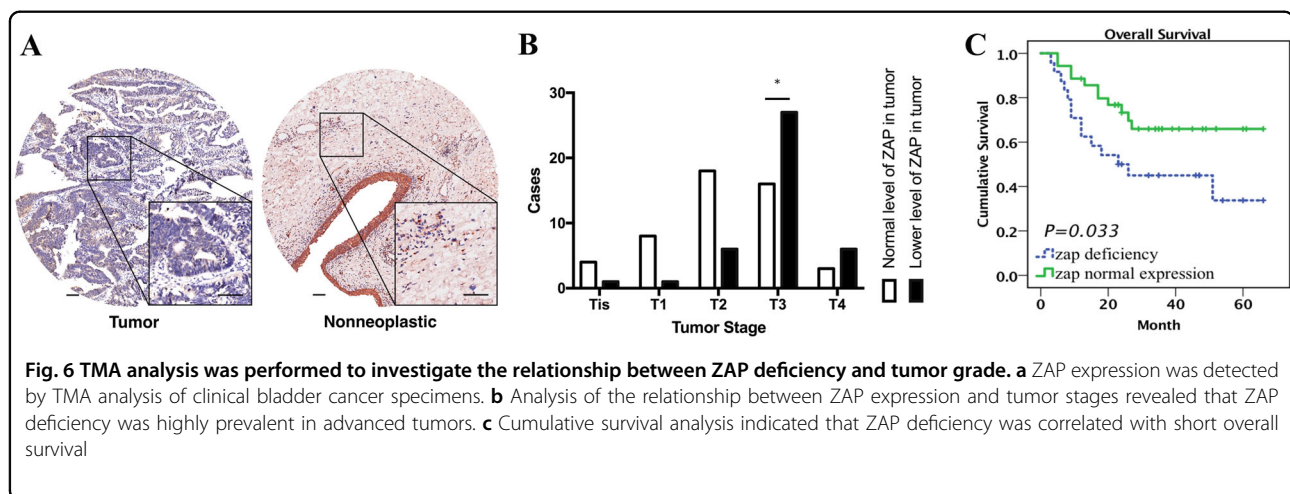 A
Tumor
Nonneoplastic
B
30
20
10
0
Cases
*
Tis T1 T2 T3 T4
Tumor Stage
Normal level of ZAP in tumor
Lower level of ZAP in tumor
C
Overall Survival
1.0
0.8
0.6
0.4
0.2
0.0
Cumulative Survival
P=0.033
zap deficiency
zap normal expression
0 20 40 60
Month
Fig. 6 TMA analysis was performed to investigate the relationship between ZAP deficiency and tumor grade. a ZAP expression was detected
by TMA analysis of clinical bladder cancer specimens. b Analysis of the relationship between ZAP expression and tumor stages revealed that ZAP
deficiency was highly prevalent in advanced tumors. c Cumulative survival analysis indicated that ZAP deficiency was correlated with short overall
survival